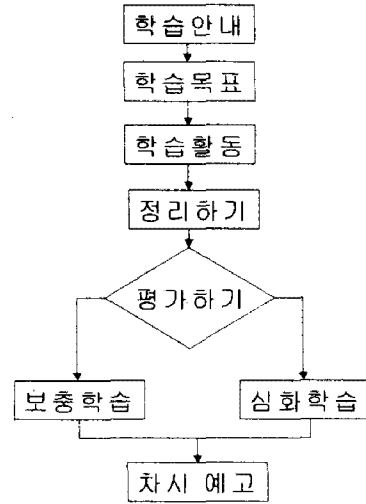 학습안내
학습목표
학습활동
정리하기
평가하기
보충학습
심화학습
차시 예고